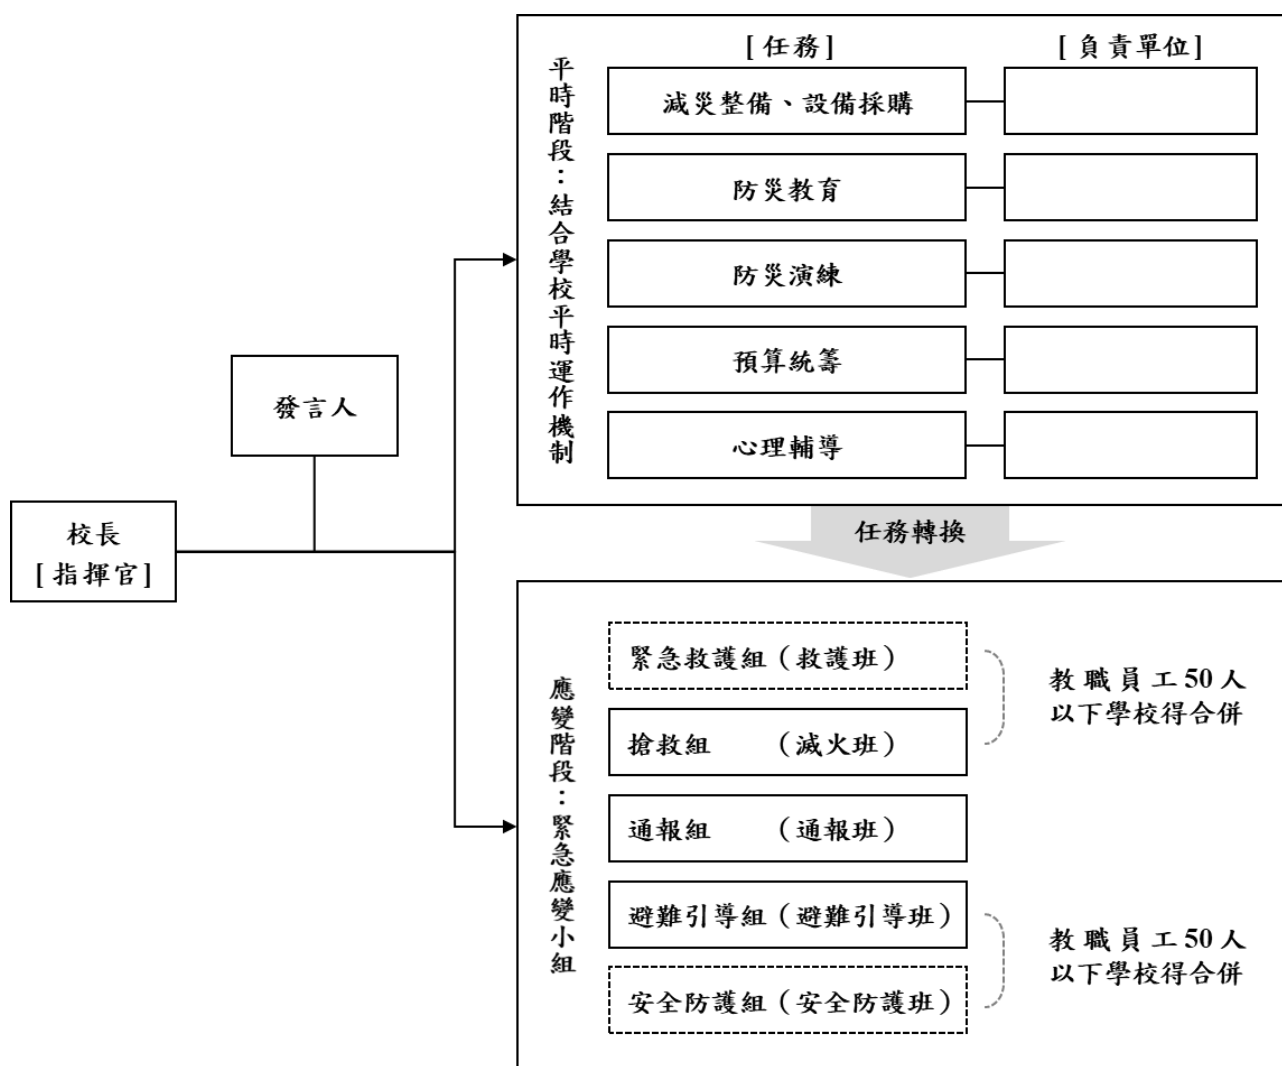 [任務]
[負責單位]
平時階段：結合學校平時運作機制
減災整備、設備採購
防災教育
防災演練
預算統籌
心理輔導
發言人
校長
[指揮官]
任務轉換
應變階段：緊急應變小組
緊急救護組（救護班）
搶救組　　（滅火班）
通報組　　（通報班）
避難引導組（避難引導班）
安全防護組（安全防護班）
教職員工50人
以下學校得合併
教職員工50人
以下學校得合併